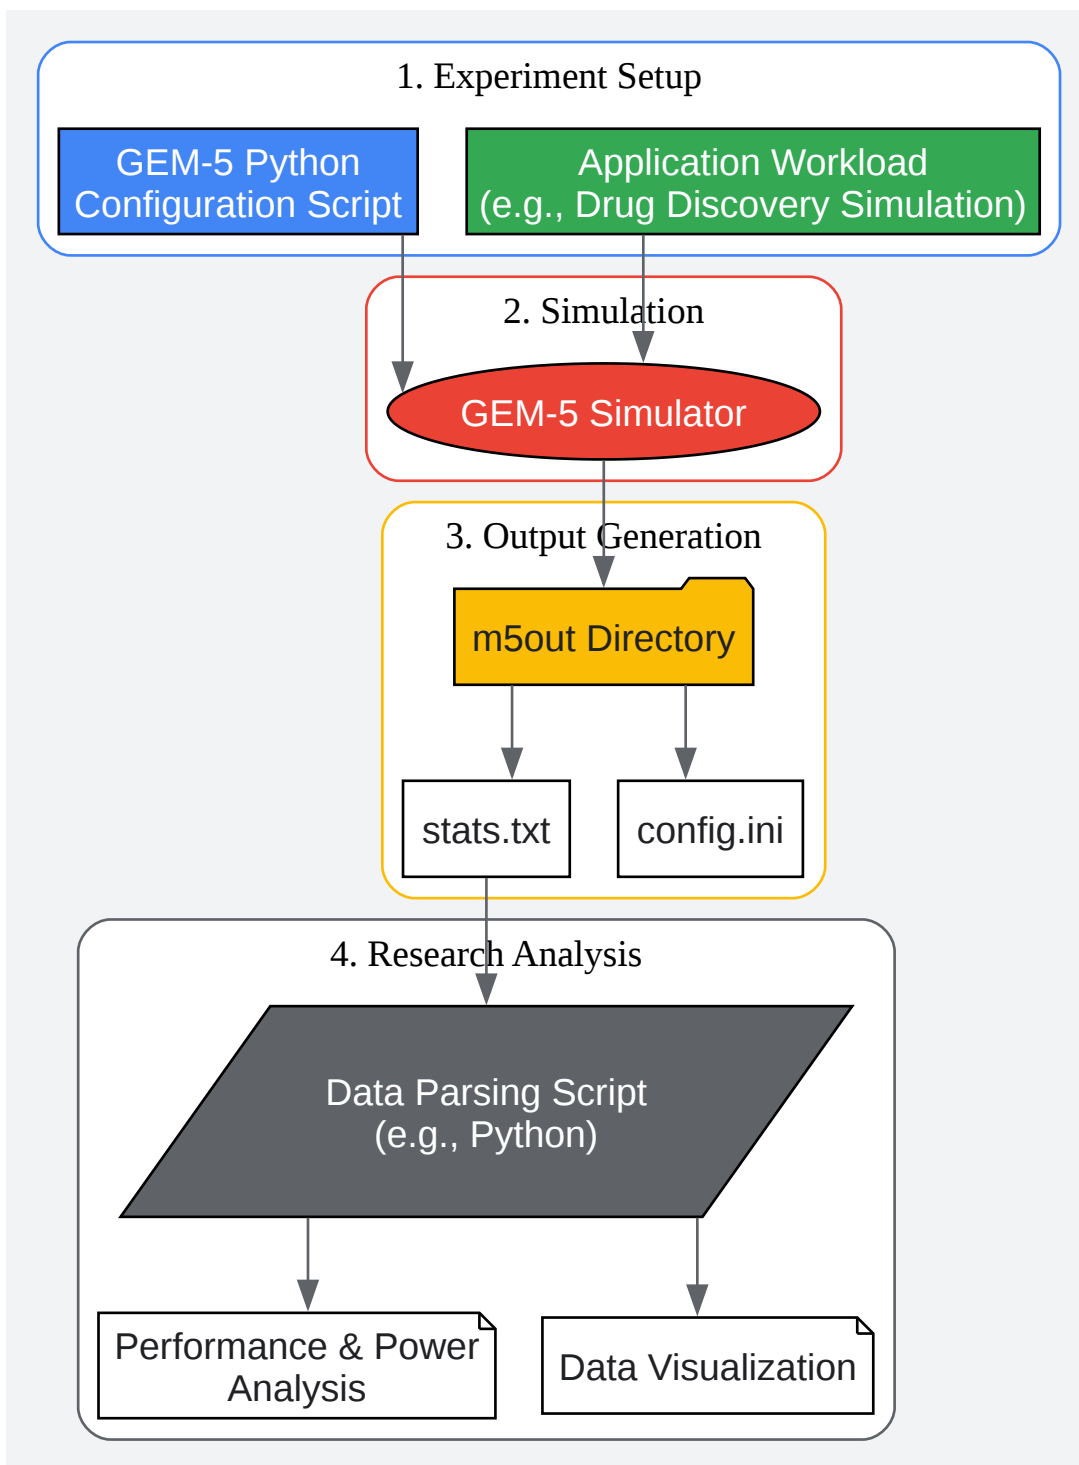 1. Experiment Setup
GEM-5 Python
Configuration Script
Application Workload
(e.g., Drug Discovery Simulation)
2. Simulation
GEM-5 Simulator
3. Output Generation
m5out Directory
stats.txt
config.ini
4. Research Analysis
Data Parsing Script
(e.g., Python)
Performance & Power
Analysis
Data Visualization